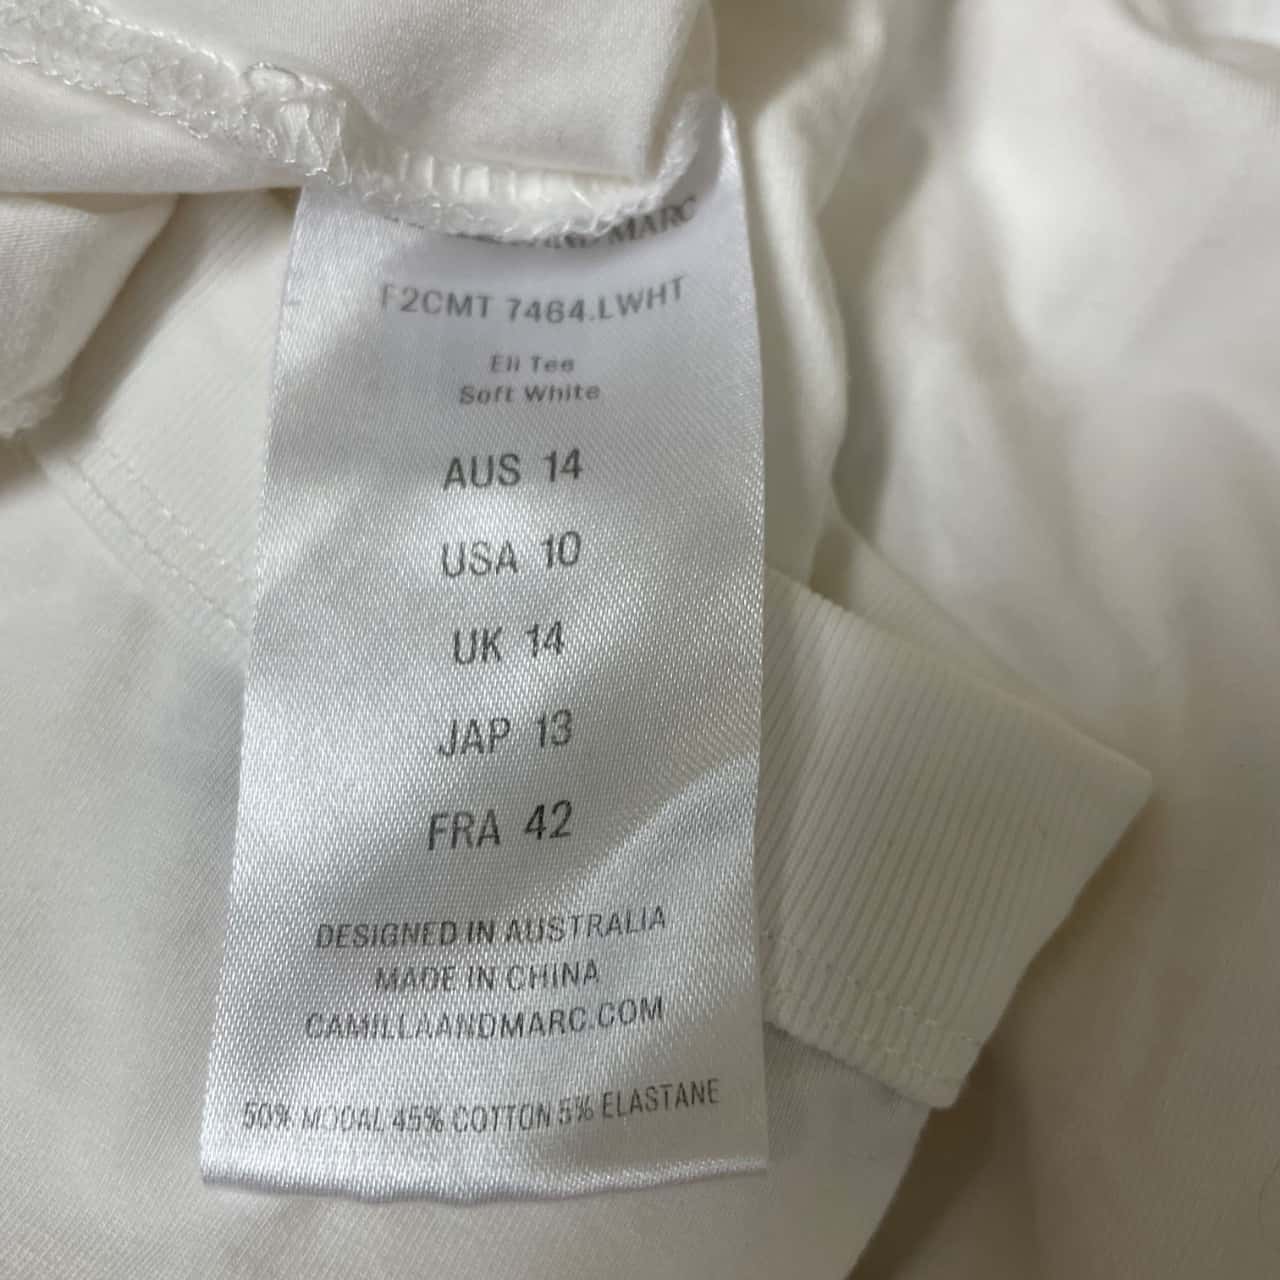 MARC
F2CMT 7464.LWHT
Eli Tee
Soft White
AUS 14
USA 10
UK 14
JAP 13
FRA 42
DESIGNED IN AUSTRALIA
MADE IN CHINA
CAMILLAANDMARC.COM
50% MODAL 45% COTTON 5% ELASTANE